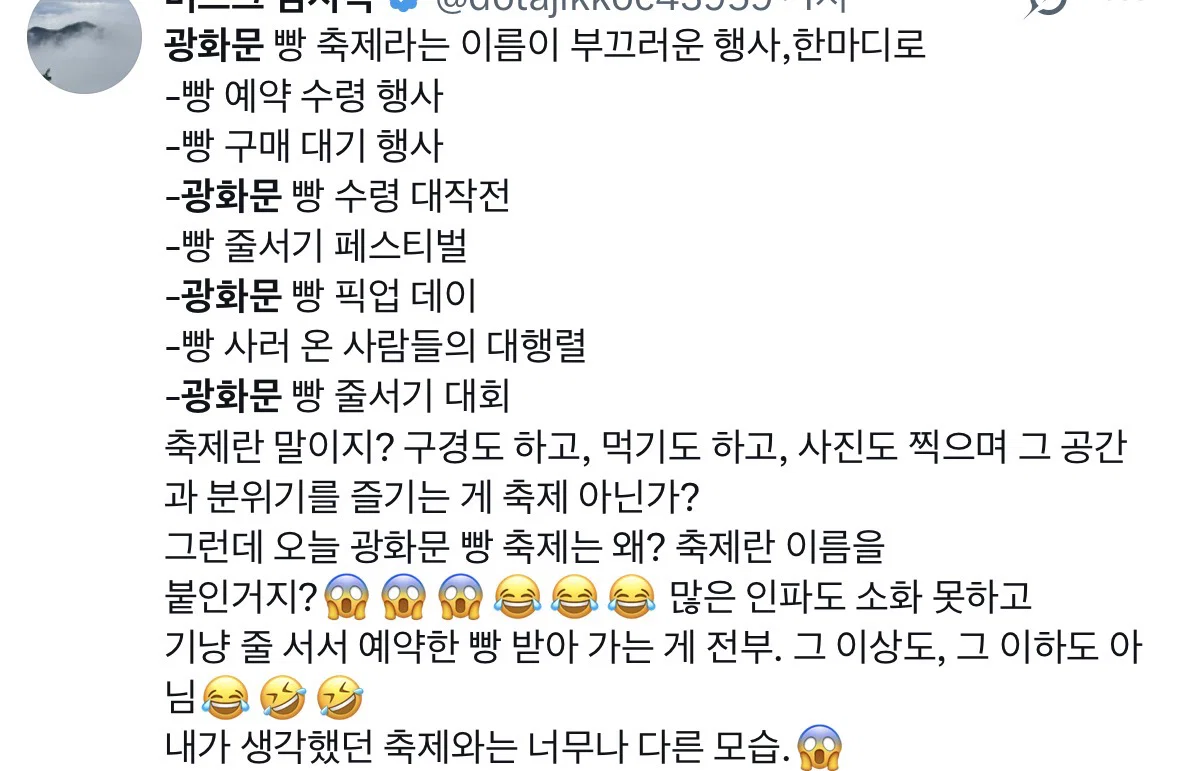 광화문 빵 축제라는 이름이 부끄러운 행사,한마디로
-빵 예약 수령 행사
-빵 구매 대기 행사
-광화문 빵 수령 대작전
-빵 줄서기 페스티벌
-광화문 빵 픽업 데이
-빵 사러 온 사람들의 대행렬
-광화문 빵 줄서기 대회
축제란 말이지? 구경도 하고, 먹기도 하고, 사진도 찍으며 그 공간
과 분위기를 즐기는 게 축제 아닌가?
그런데 오늘 광화문 빵 축제는 왜? 축제란 이름을
붙인거지?😱😱😱😂😂😂 많은 인파도 소화 못하고
기냥 줄 서서 예약한 빵 받아 가는 게 전부. 그 이상도, 그 이하도 아
님😂🤣🤣
내가 생각했던 축제와는 너무나 다른 모습.😱